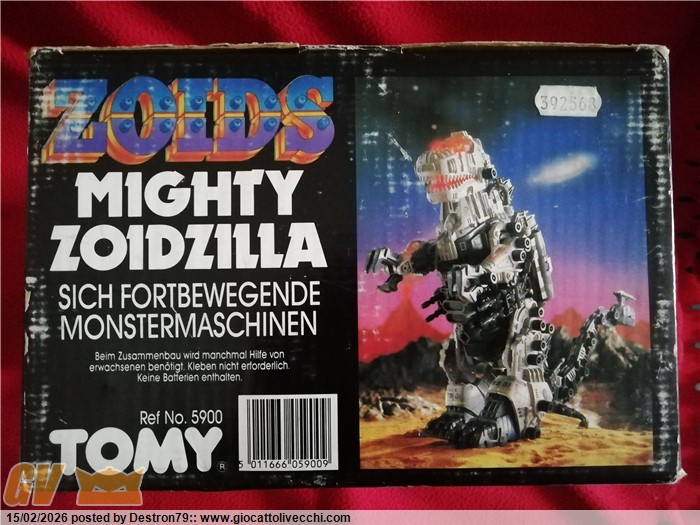 ZOIDS
392568
MIGHTY
ZOIDZILLA
SICH FORTBEWEGENDE
MONSTERMASCHINEN
Beim Zusammenbau wird manchmal Hilfe von
erwachsenen benötigt. Kleben nicht erforderlich.
Keine Batterien enthalten.
Ref No. 5900
TOMY®
5 011666 059009
GV
15/02/2026 posted by Destron79:: www.giocattolivecchi.com